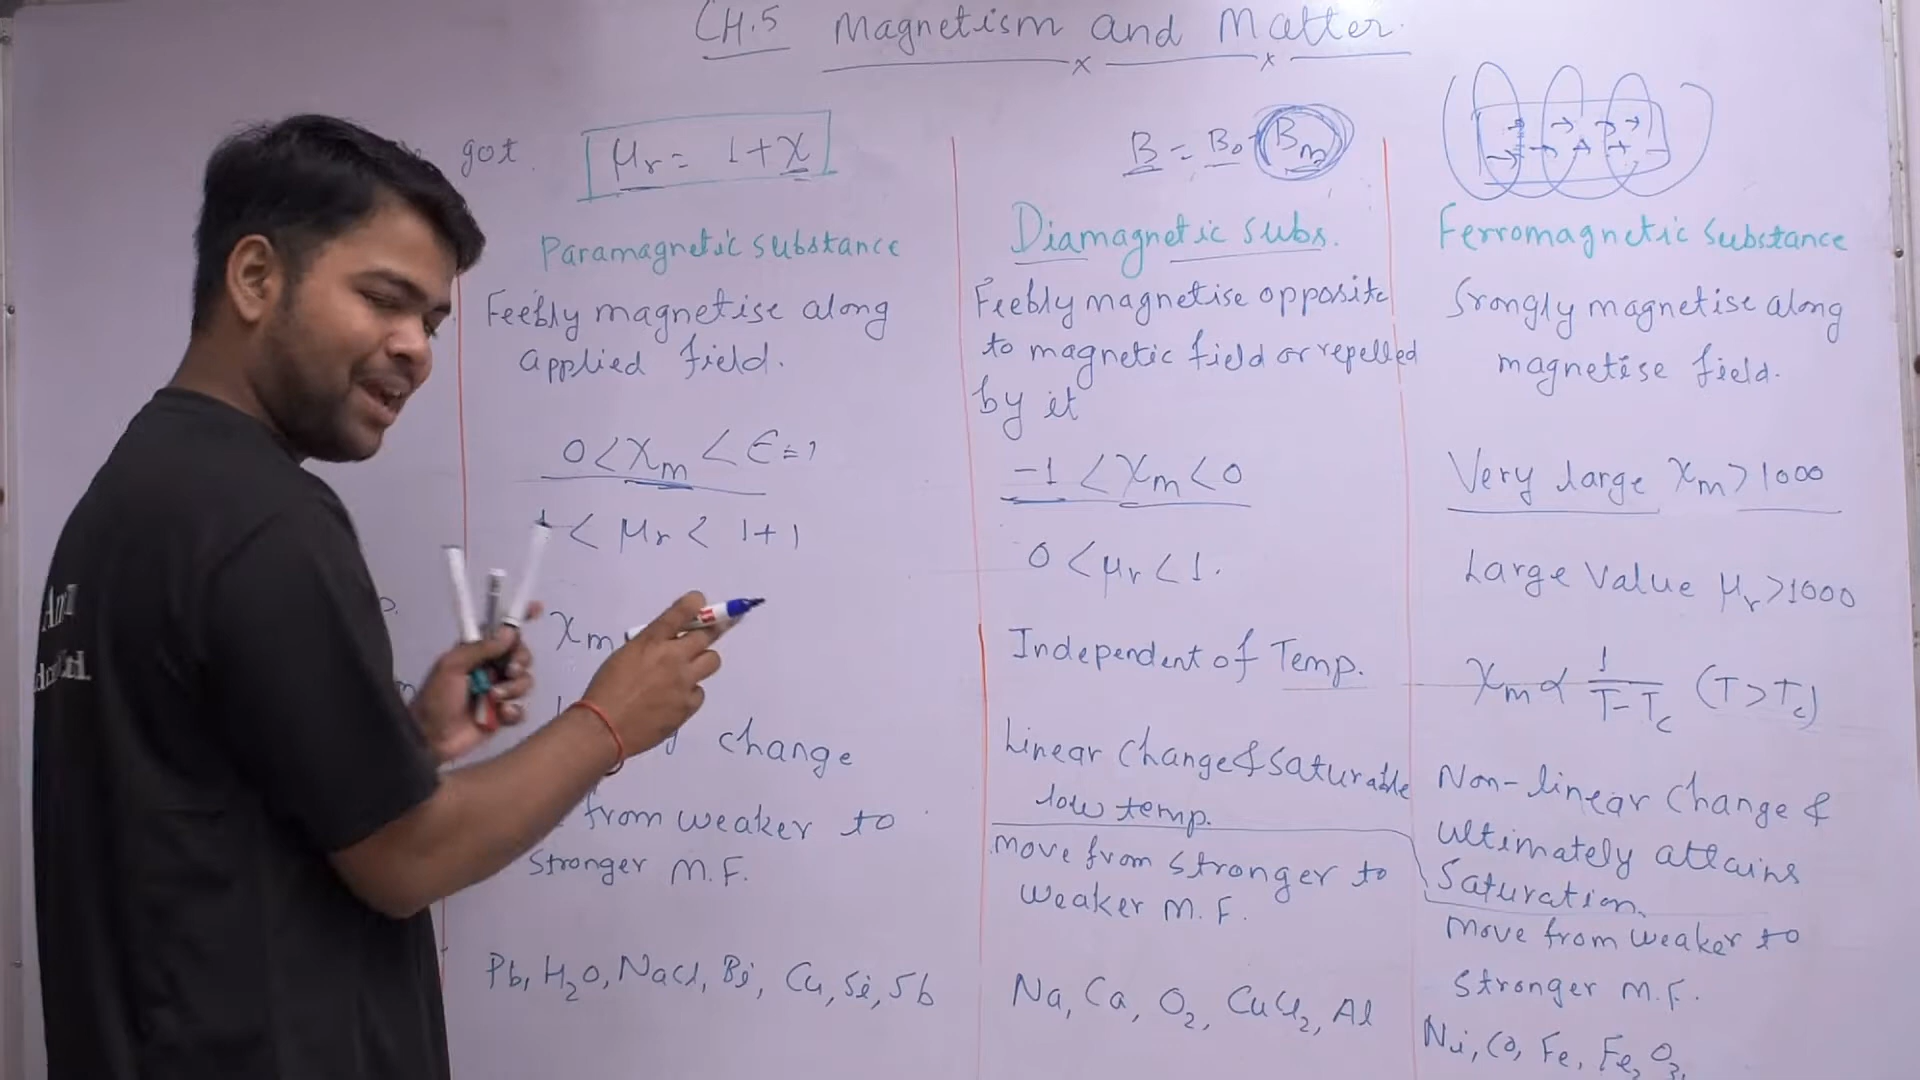 CH.5 Magnetism and Matter.
got. μr = 1+χ
B = B₀ + Bm
Paramagnetic substance
Feebly magnetise along
applied field.
0 < χm < ε = 1
< μr < 1+1
χm
change
from weaker to
stronger M.F.
Pb, H₂O, NaCl, Bi, Cu, Si, Sb
Diamagnetic subs.
Feebly magnetise opposite
to magnetic field or repelled
by it
-1 < χm < 0
0 < μr < 1.
Independent of Temp.
Linear change & saturable
low temp.
move from stronger to
weaker M.F.
Na, Ca, O₂, CuCl₂, Al
Ferromagnetic substance
Srongly magnetise along
magnetise field.
Very large χm > 1000
Large value μr > 1000
χm ∝ 1/(T-Tc) (T > Tc)
Non-linear change &
ultimately attains
saturation.
move from weaker to
stronger M.F.
Ni, Co, Fe, Fe₂O₃,